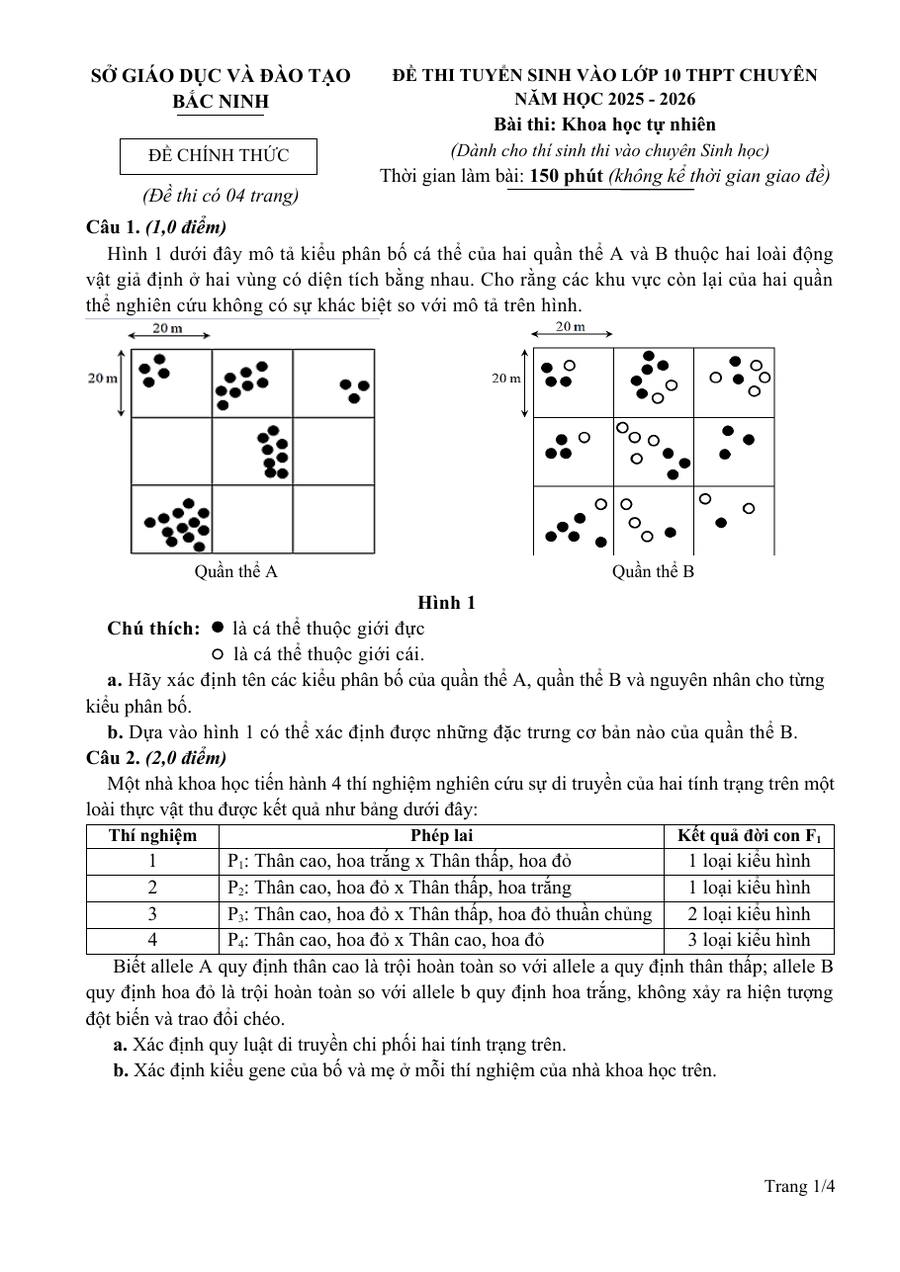 SỞ GIÁO DỤC VÀ ĐÀO TẠO
BẮC NINH
ĐỀ CHÍNH THỨC
(Đề thi có 04 trang)
ĐỀ THI TUYỂN SINH VÀO LỚP 10 THPT CHUYÊN
NĂM HỌC 2025 - 2026
Bài thi: Khoa học tự nhiên
(Dành cho thí sinh thi vào chuyên Sinh học)
Thời gian làm bài: 150 phút (không kể thời gian giao đề)
Câu 1. (1,0 điểm)
Hình 1 dưới đây mô tả kiểu phân bố cá thể của hai quần thể A và B thuộc hai loài động
vật giả định ở hai vùng có diện tích bằng nhau. Cho rằng các khu vực còn lại của hai quần
thể nghiên cứu không có sự khác biệt so với mô tả trên hình.
20 m
20 m
Quần thể A
20 m
20 m
Quần thể B
Hình 1
Chú thích: là cá thể thuộc giới đực
là cá thể thuộc giới cái.
a. Hãy xác định tên các kiểu phân bố của quần thể A, quần thể B và nguyên nhân cho từng
kiểu phân bố.
b. Dựa vào hình 1 có thể xác định được những đặc trưng cơ bản nào của quần thể B.
Câu 2. (2,0 điểm)
Một nhà khoa học tiến hành 4 thí nghiệm nghiên cứu sự di truyền của hai tính trạng trên một
loài thực vật thu được kết quả như bảng dưới đây:
Thí nghiệm Phép lai Kết quả đời con F₁
1 P₁: Thân cao, hoa trắng x Thân thấp, hoa đỏ 1 loại kiểu hình
2 P₂: Thân cao, hoa đỏ x Thân thấp, hoa trắng 1 loại kiểu hình
3 P₃: Thân cao, hoa đỏ x Thân thấp, hoa đỏ thuần chủng 2 loại kiểu hình
4 P₄: Thân cao, hoa đỏ x Thân cao, hoa đỏ 3 loại kiểu hình
Biết allele A quy định thân cao là trội hoàn toàn so với allele a quy định thân thấp; allele B
quy định hoa đỏ là trội hoàn toàn so với allele b quy định hoa trắng, không xảy ra hiện tượng
đột biến và trao đổi chéo.
a. Xác định quy luật di truyền chi phối hai tính trạng trên.
b. Xác định kiểu gene của bố và mẹ ở mỗi thí nghiệm của nhà khoa học trên.
Trang 1/4